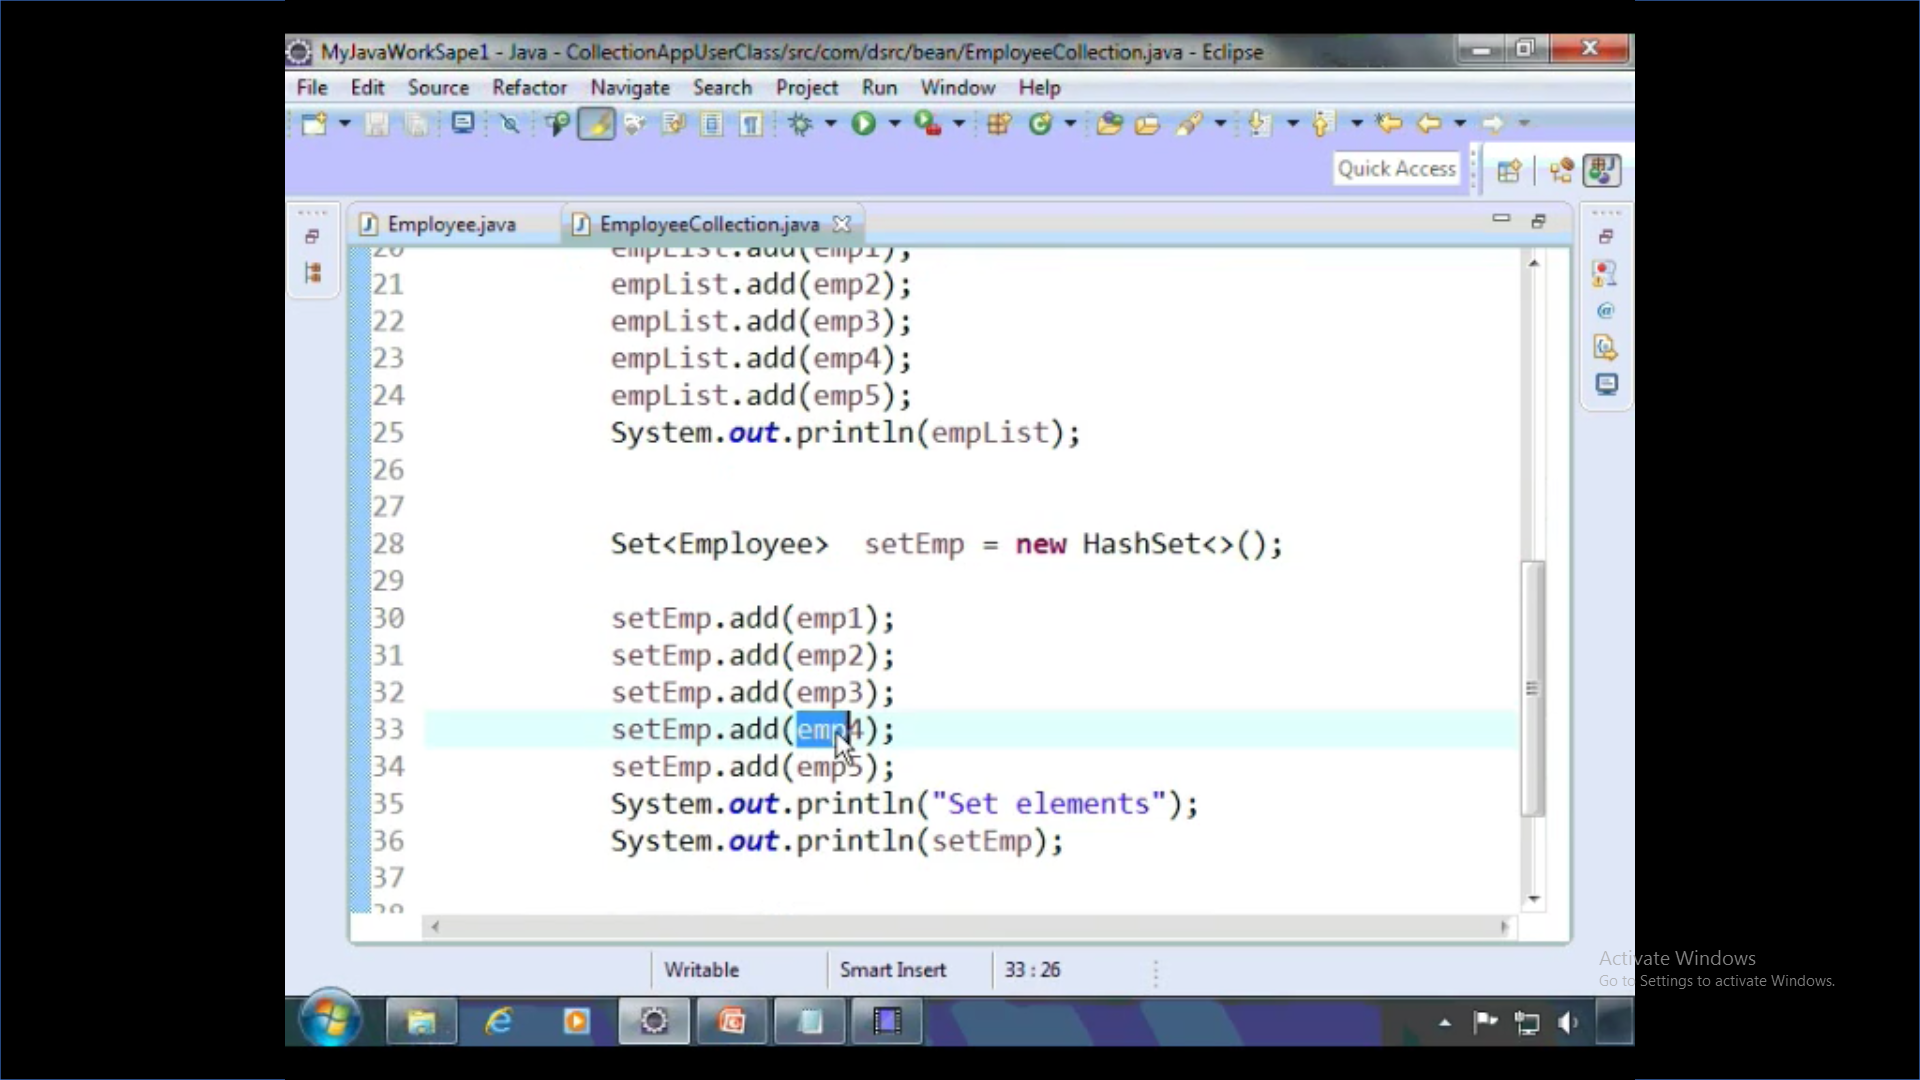 MyJavaWorkSape1 - Java - CollectionAppUserClass/src/com/dsrc/bean/EmployeeCollection.java - Eclipse
File Edit Source Refactor Navigate Search Project Run Window Help
Quick Access
Employee.java EmployeeCollection.java
20 empList.add(emp1);
21 empList.add(emp2);
22 empList.add(emp3);
23 empList.add(emp4);
24 empList.add(emp5);
25 System.out.println(empList);
26
27
28 Set<Employee> setEmp = new HashSet<>();
29
30 setEmp.add(emp1);
31 setEmp.add(emp2);
32 setEmp.add(emp3);
33 setEmp.add(emp4);
34 setEmp.add(emp5);
35 System.out.println("Set elements");
36 System.out.println(setEmp);
37
Writable Smart Insert 33 : 26
Activate Windows
Go to Settings to activate Windows.